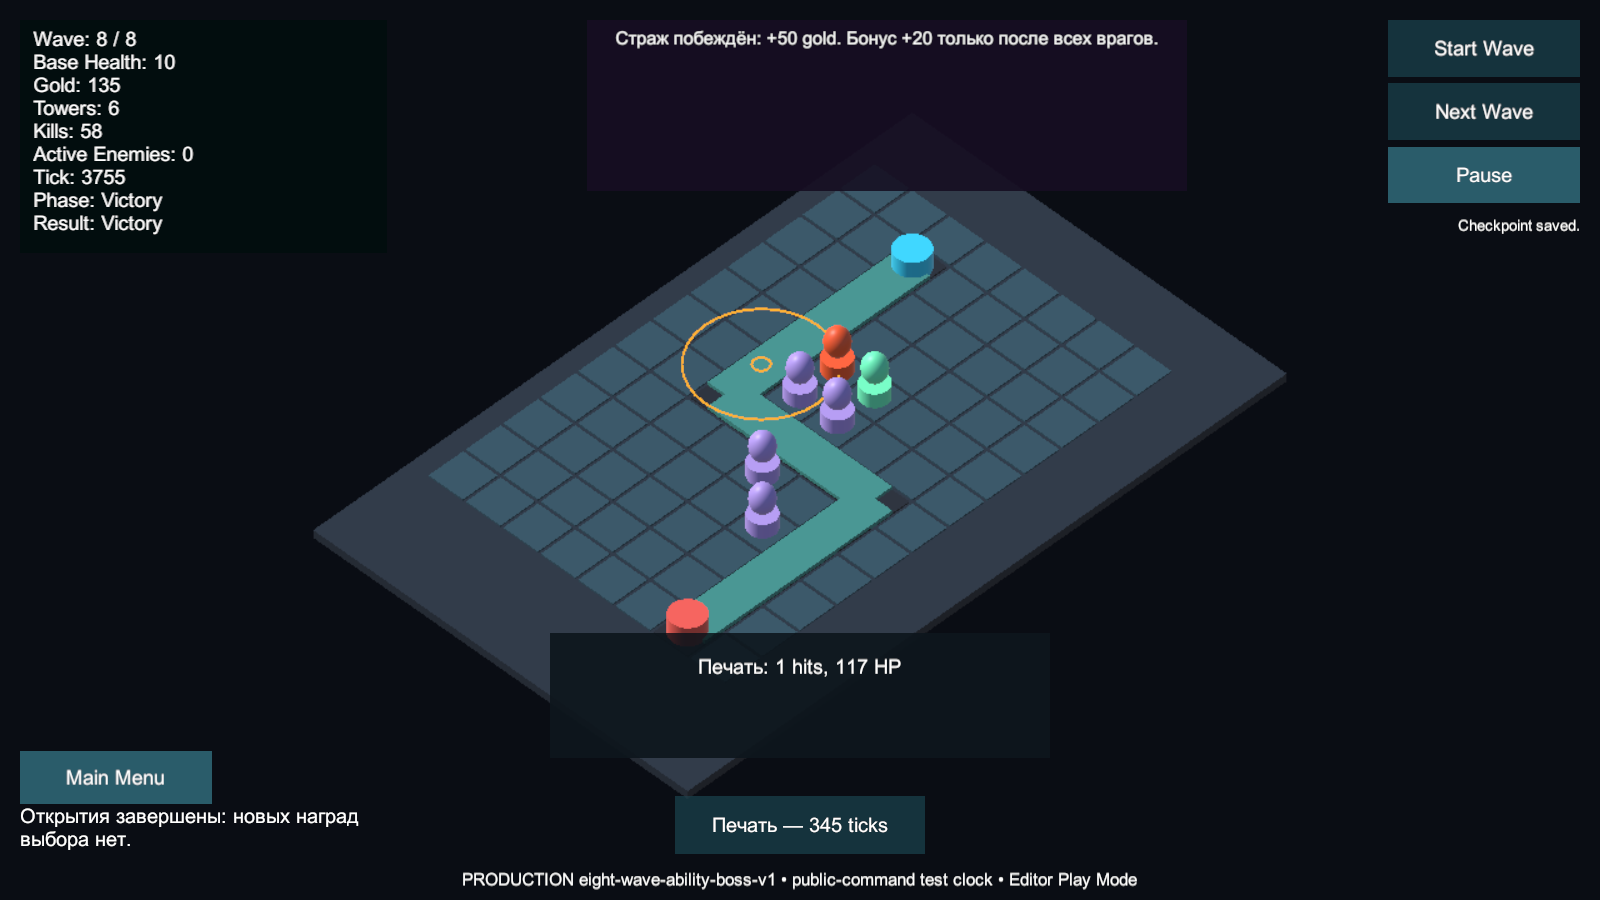 Wave: 8 / 8
Base Health: 10
Gold: 135
Towers: 6
Kills: 58
Active Enemies: 0
Tick: 3755
Phase: Victory
Result: Victory
Страж побеждён: +50 gold. Бонус +20 только после всех врагов.
Start Wave
Next Wave
Pause
Checkpoint saved.
Печать: 1 hits, 117 HP
Main Menu
Открытия завершены: новых наград
выбора нет.
Печать — 345 ticks
PRODUCTION eight-wave-ability-boss-v1 • public-command test clock • Editor Play Mode